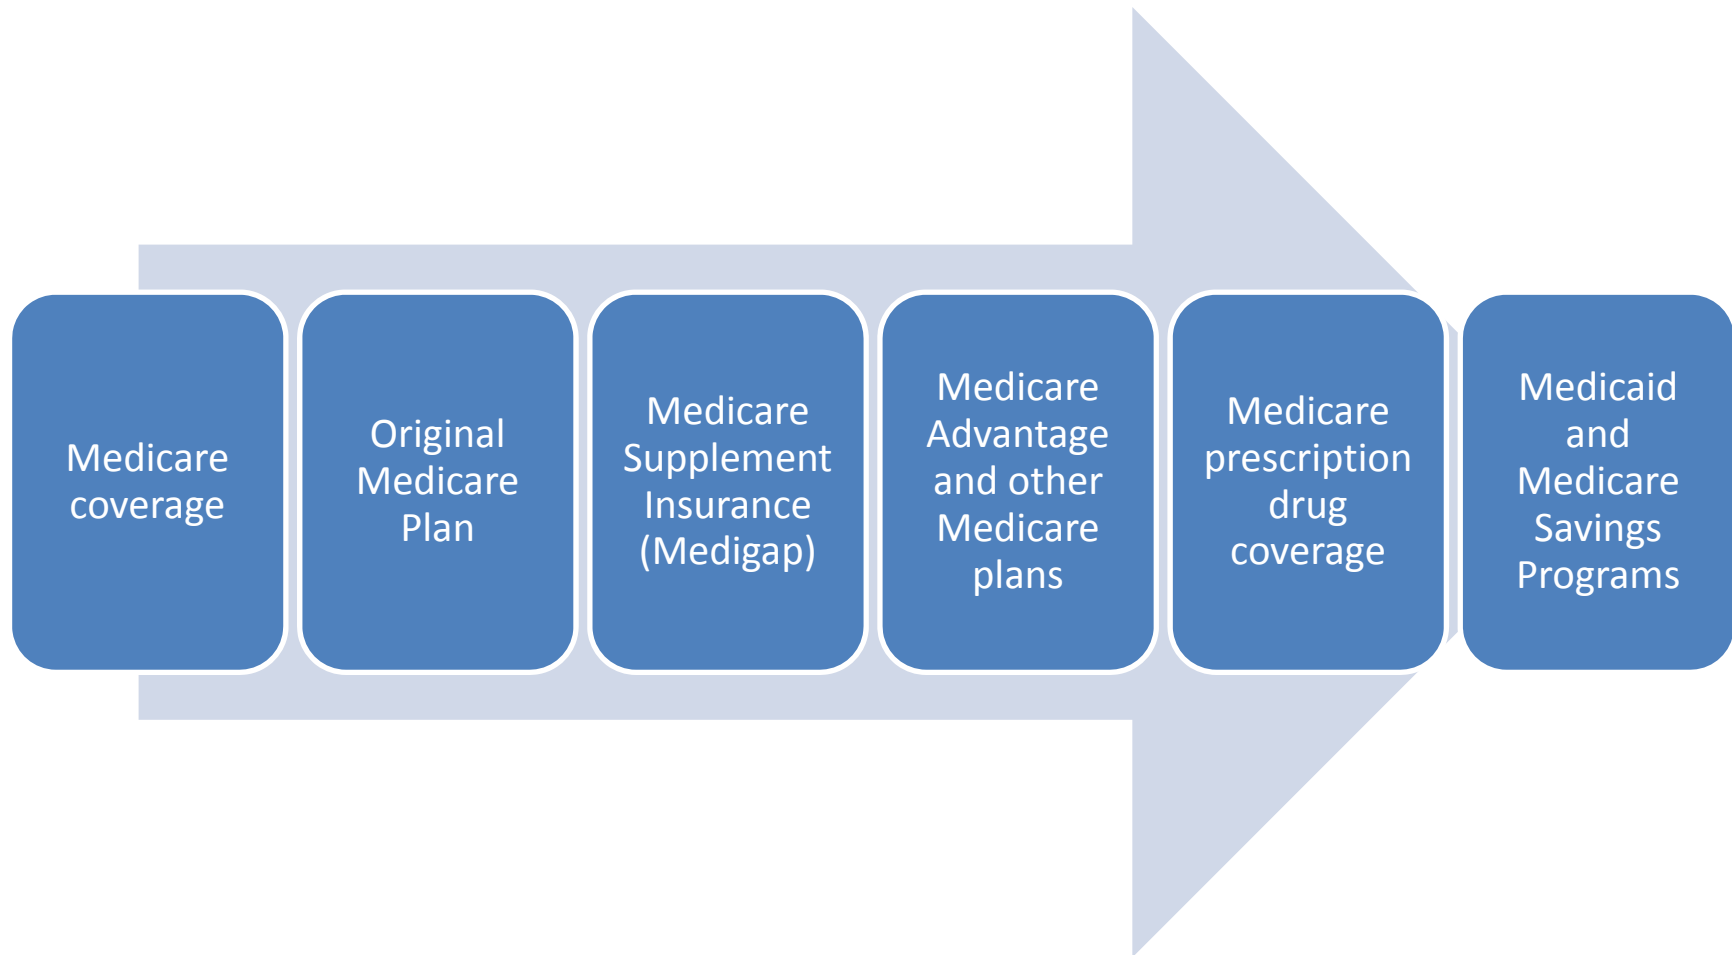 Medicare
coverage
Original
Medicare
Plan
Medicare
Supplement
Insurance
(Medigap)
Medicare
Advantage
and other
Medicare
plans
Medicare
prescription
drug
coverage
Medicaid
and
Medicare
Savings
Programs